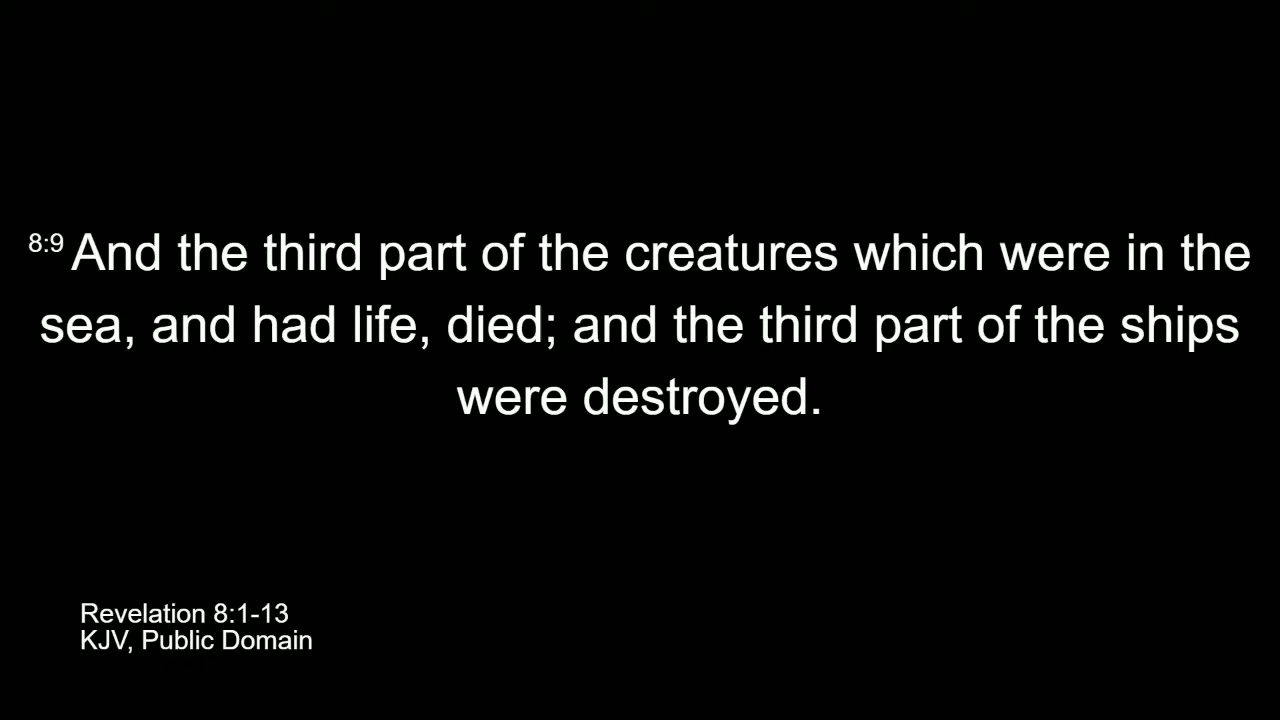 8:9 And the third part of the creatures which were in the
sea, and had life, died; and the third part of the ships
were destroyed.
Revelation 8:1-13
KJV, Public Domain